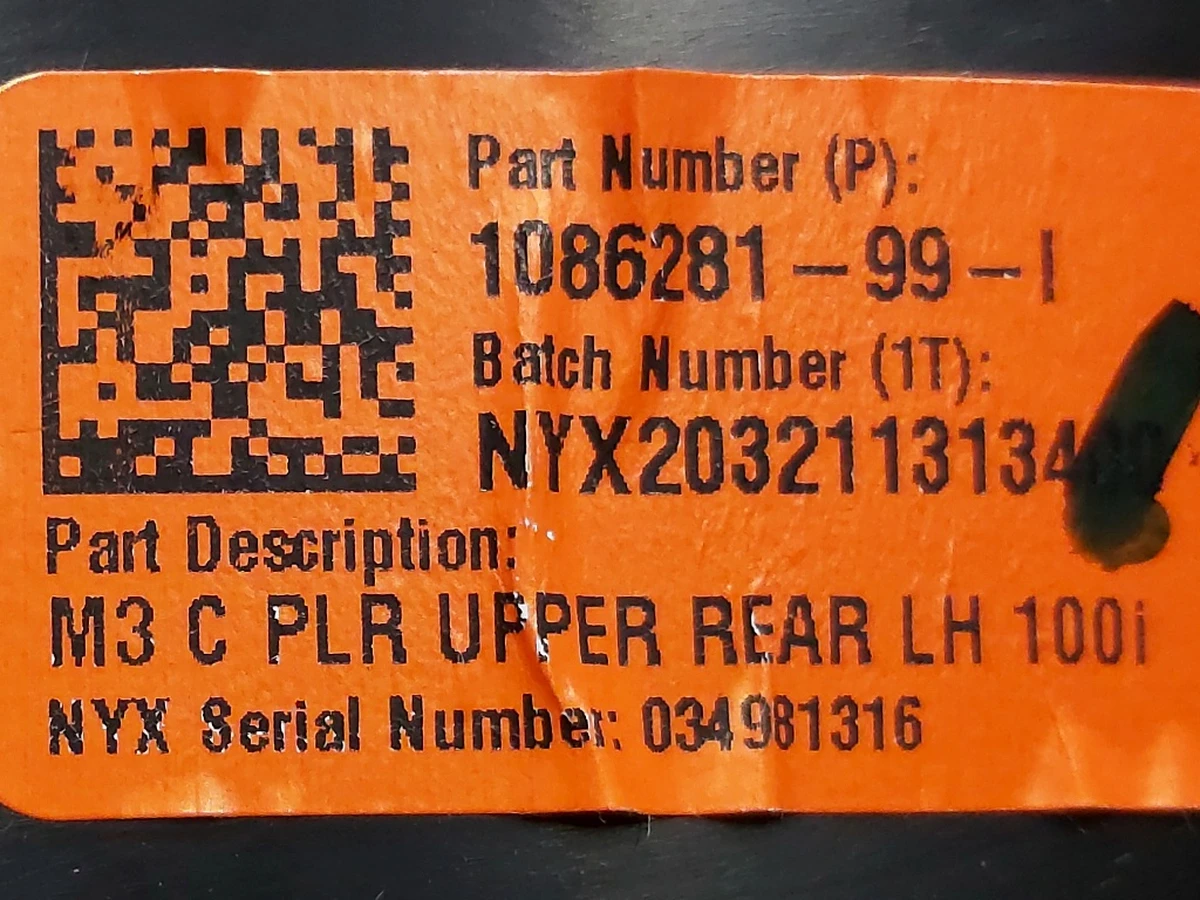 Part Number (P):
1086281-99-I
Batch Number (1T):
Part Description:
M3 C PLR UPPER REAR LH 100i
NYX Serial Number: 034981316